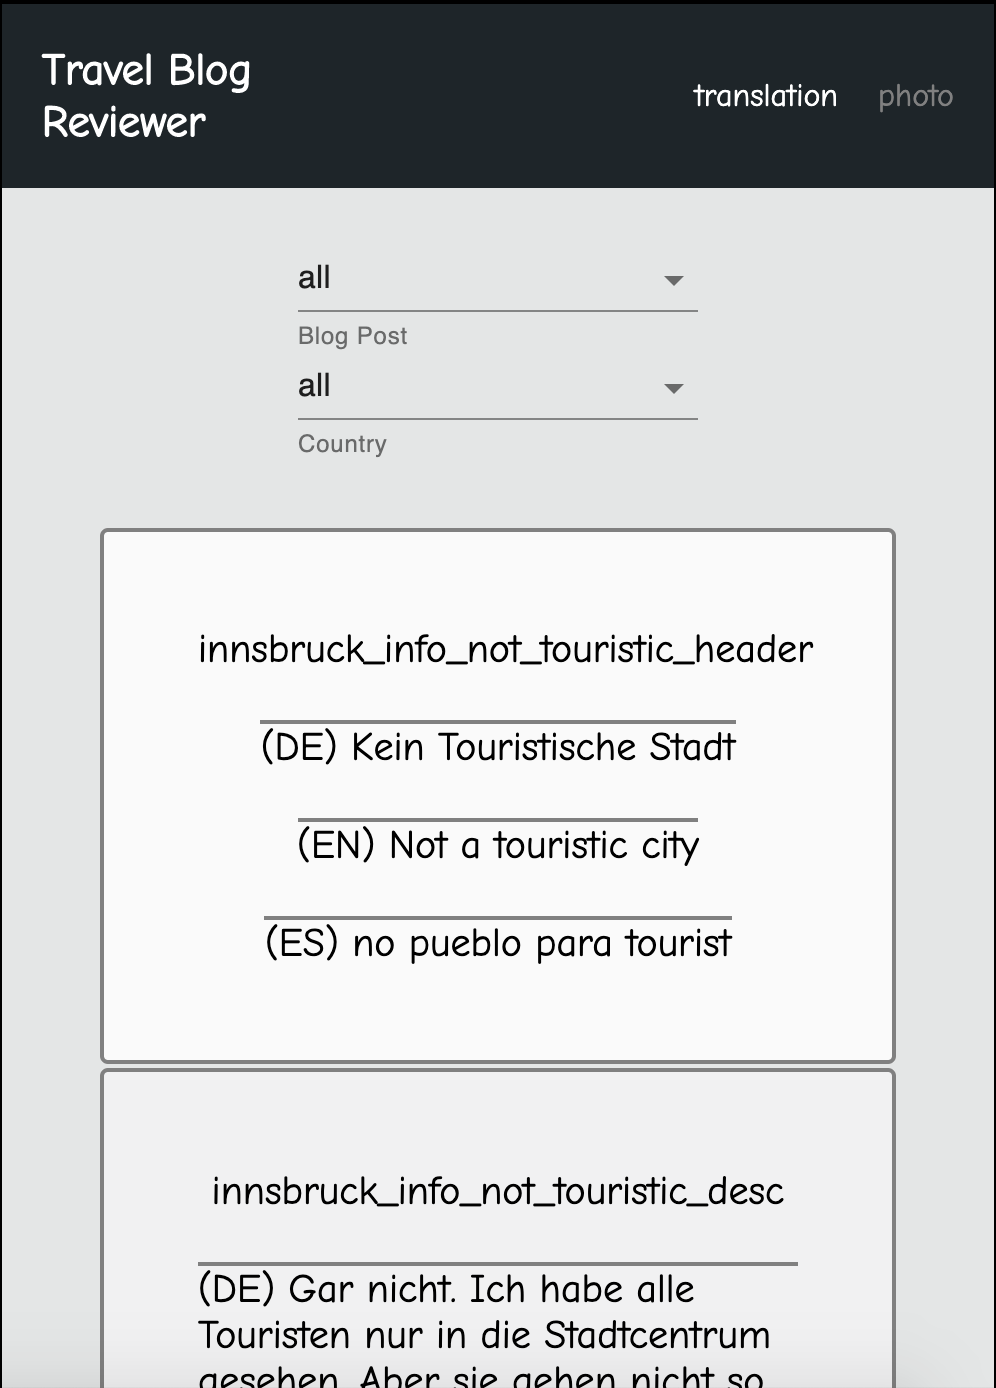 Travel Blog
Reviewer
translation photo
all
Blog Post
all
Country
innsbruck_info_not_touristic_header
(DE) Kein Touristische Stadt
(EN) Not a touristic city
(ES) no pueblo para tourist
innsbruck_info_not_touristic_desc
(DE) Gar nicht. Ich habe alle
Touristen nur in die Stadtcentrum
gesehen. Aber sie gehen nicht so